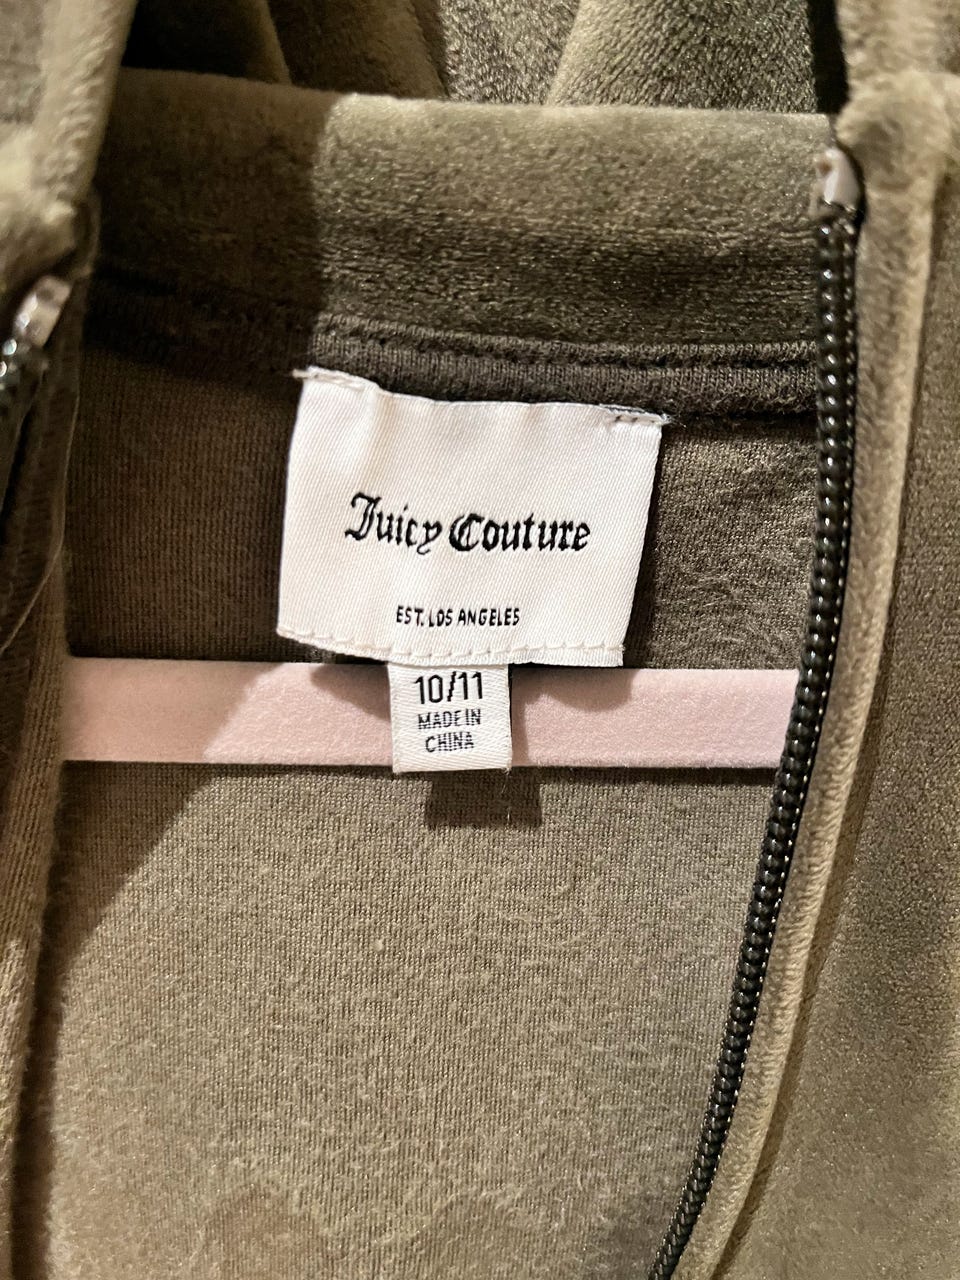 Juicy Couture
EST. LOS ANGELES
10/11
MADE IN
CHINA